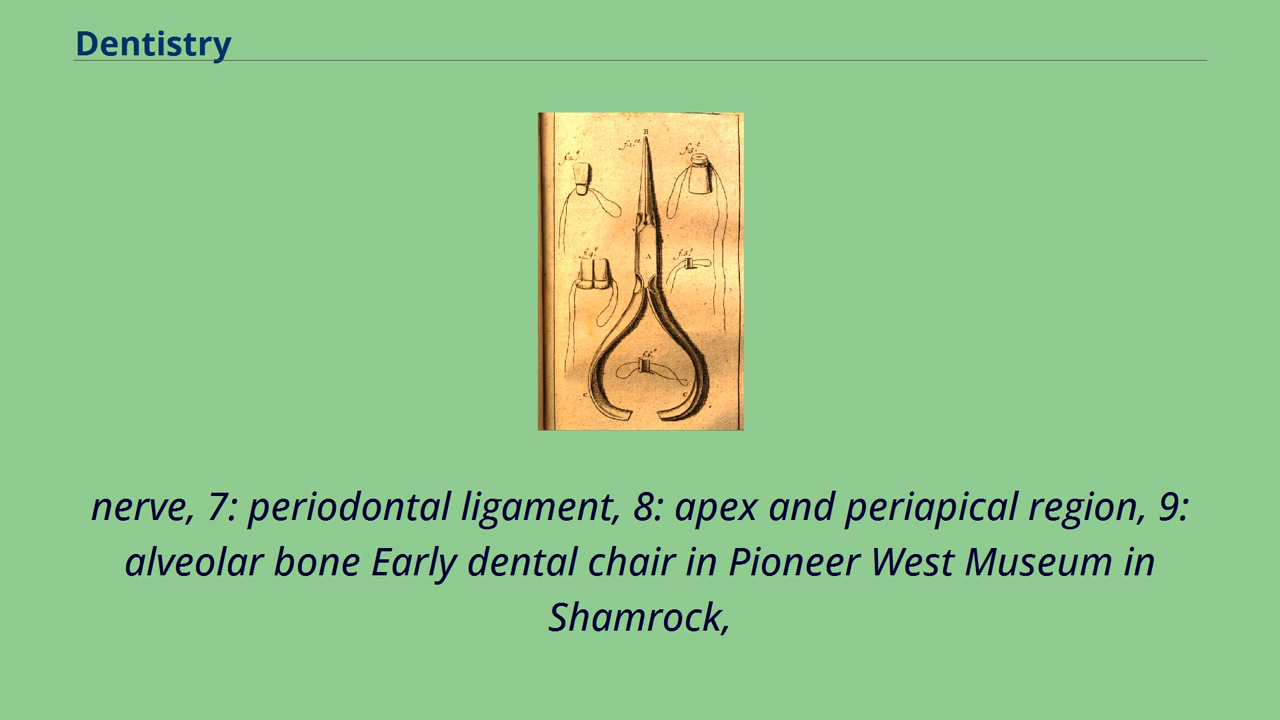 Dentistry
nerve, 7: periodontal ligament, 8: apex and periapical region, 9:
alveolar bone Early dental chair in Pioneer West Museum in
Shamrock,